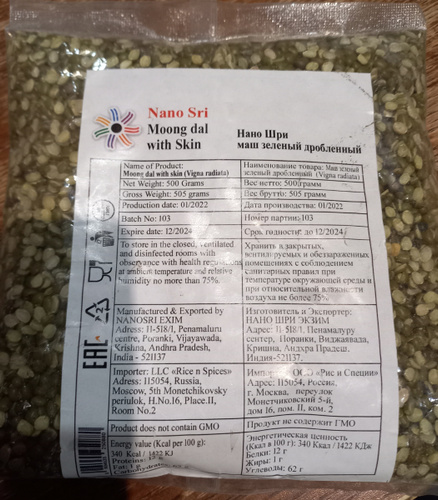 Nano Sri
Moong dal
with Skin
Нано Шри
маш зеленый дробленный
Name of Product:
Moong dal with skin (Vigna radiata)
Net Weight: 500 Grams
Gross Weight: 505 grams
Production date: 01/2022
Batch No: 103
Expire date: 12/2024
To store in the closed, ventilated
and disinfected rooms with
observance with health regulations
at ambient temperature and relative
humidity no more than 75%.
Manufactured & Exported by
NANOSRI EXIM
Adress: II-518/1, Penamaluru
centre, Poranki, Vijayawada,
Krishna, Andhra Pradesh,
India - 521137
Importer: LLC «Rice n Spices»
Adress: 115054, Russia,
Moscow, 5th Monetchikovsky
periulok, H.No.16, Place.II,
Room No.2
Product does not contain GMO
Energy value (Kcal per 100 g):
340 Kcal / 1422 KJ
Наименование товара: Маш зеленый
зеленый дробленный (Vigna radiata)
Вес нетто: 500 грамм
Вес брутто: 505 грамм
Дата производства: 01/2022
Номер партии: 103
Срок годности: до 12/2024
Хранить в закрытых,
вентилируемых и обеззараженных
помещениях с соблюдением
санитарных правил при
температуре окружающей среды и
при относительной влажности
воздуха не более 75%
Изготовитель и Экспортер:
НАНО ШРИ ЭКЗИМ
Адрес: II-518/1, Пенамалуру
центр, Поранки, Виджаявада,
Кришна, Андхра Прадеш,
Индия-521137.
ООО «Рис и Специи»
Адрес: 115054, Россия,
г. Москва, переулок
Монетчиковский 5-й,
дом 16, пом. II, ком. 2
Продукт не содержит ГМО
Энергетическая ценность
(Ккал в 100 г): 340 Ккал / 1422 КДж
Белки: 12 г
Жиры: 1 г
Углеводы: 62 г
EAC